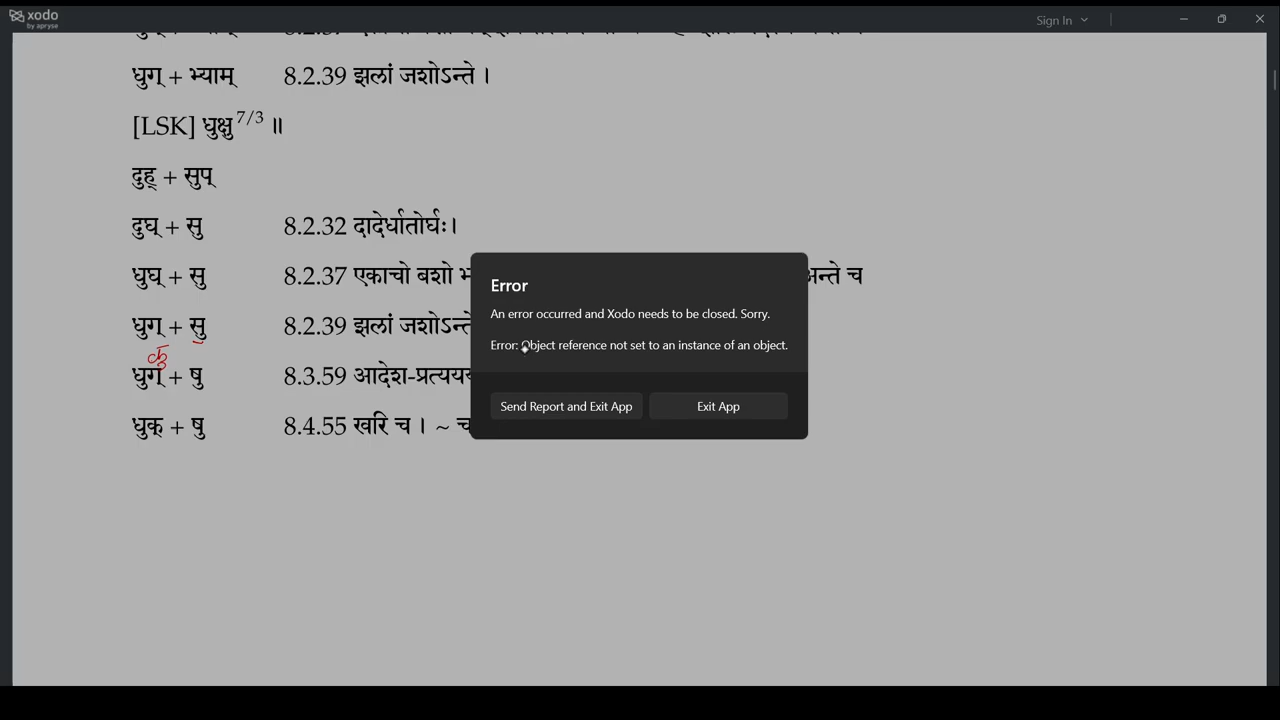 xodo
by apryse
Sign In
धुग् + भ्याम् 8.2.39 झलां जशोऽन्ते ।
[LSK] धुक्षु 7/3 ॥
दुह् + सुप्
दुघ् + सु 8.2.32 दादेर्धातोर्घः।
धुघ् + सु 8.2.37 एकाचो बशो भ अन्ते च
धुग् + सु 8.2.39 झलां जशोऽन्ते
धुग् + षु 8.3.59 आदेश-प्रत्यय
धुक् + षु 8.4.55 खरि च । ~ च
Error
An error occurred and Xodo needs to be closed. Sorry.
Error: Object reference not set to an instance of an object.
Send Report and Exit App Exit App